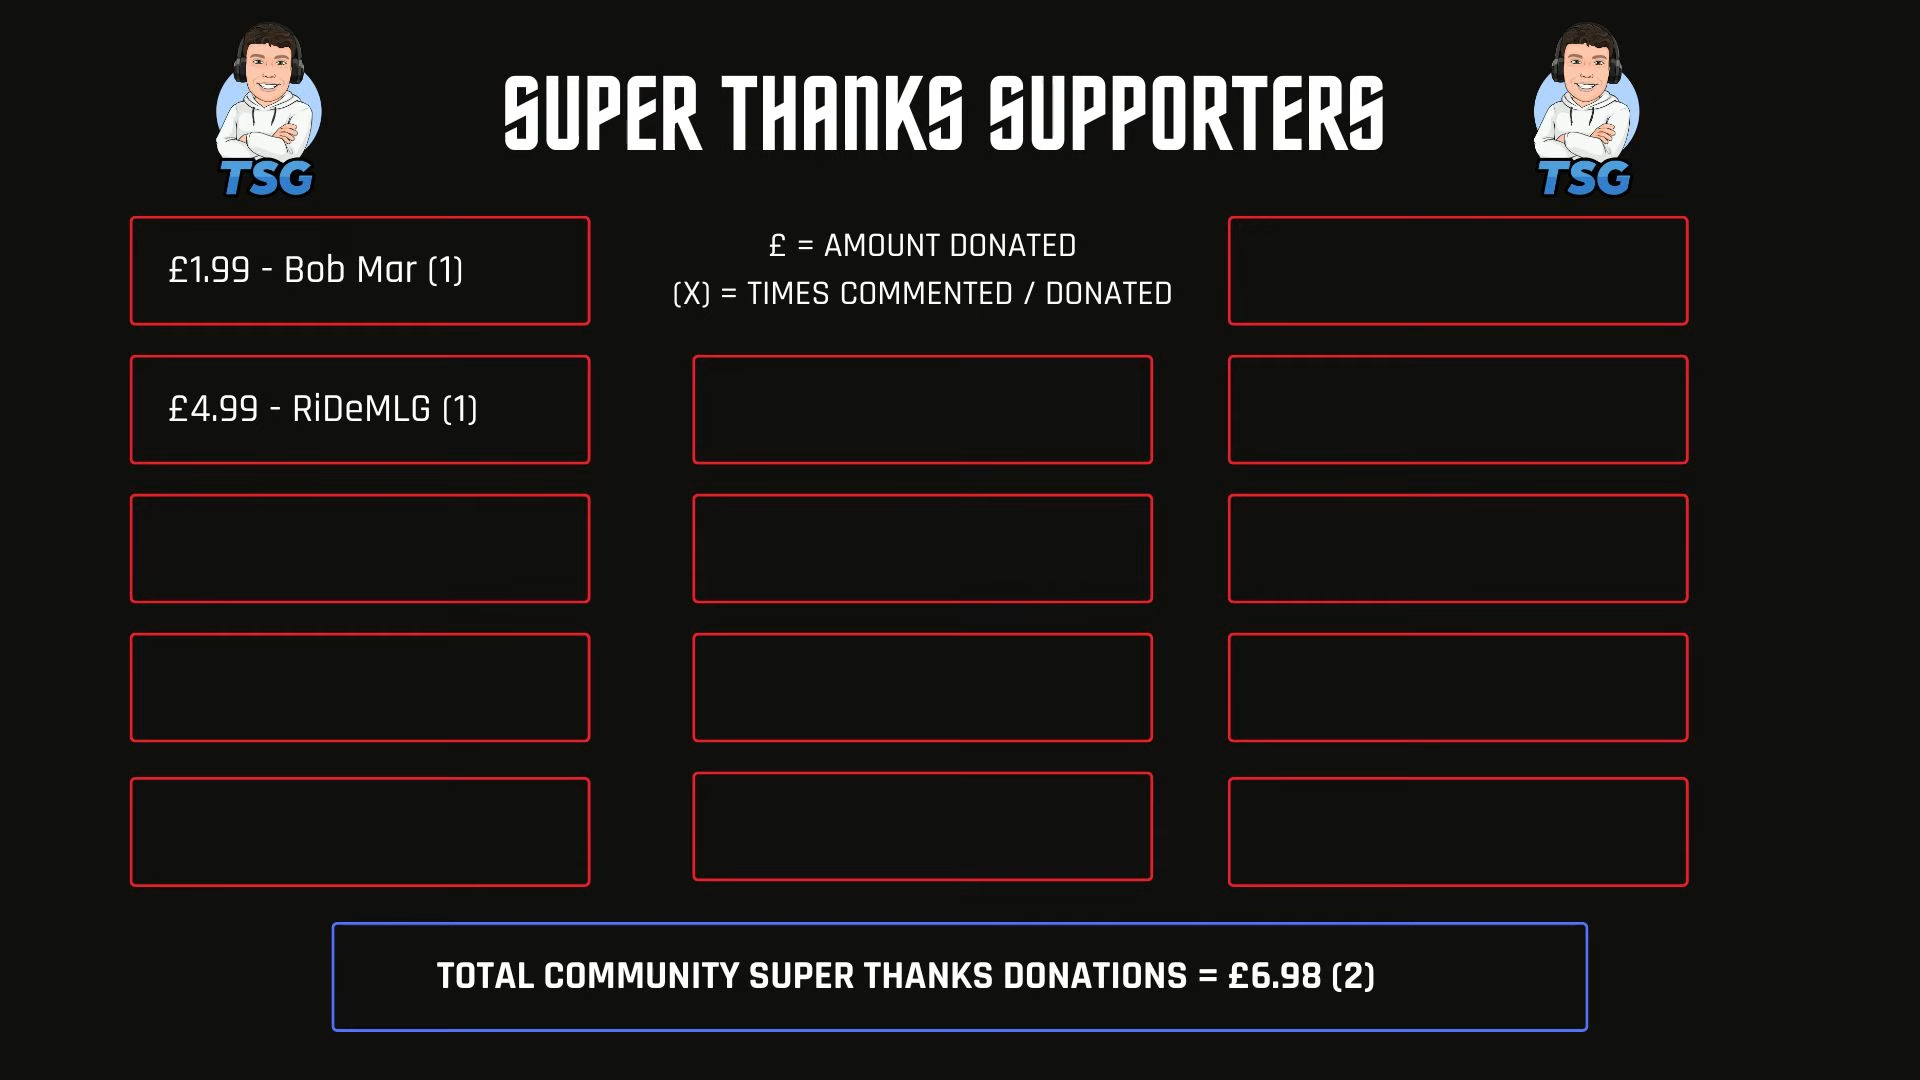 SUPER THANKS SUPPORTERS
TSG
TSG
£1.99 - Bob Mar (1)
£ = AMOUNT DONATED
(X) = TIMES COMMENTED / DONATED
£4.99 - RiDeMLG (1)
TOTAL COMMUNITY SUPER THANKS DONATIONS = £6.98 (2)